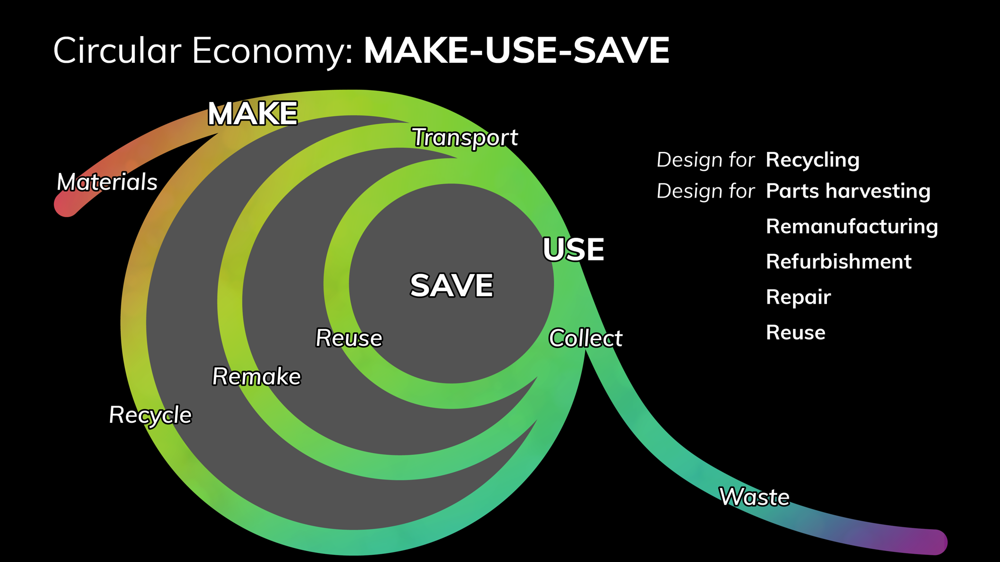 Circular Economy: MAKE-USE-SAVE
MAKE
Transport
Materials
USE
SAVE
Reuse
Collect
Remake
Recycle
Waste
Design for Recycling
Design for Parts harvesting
Remanufacturing
Refurbishment
Repair
Reuse